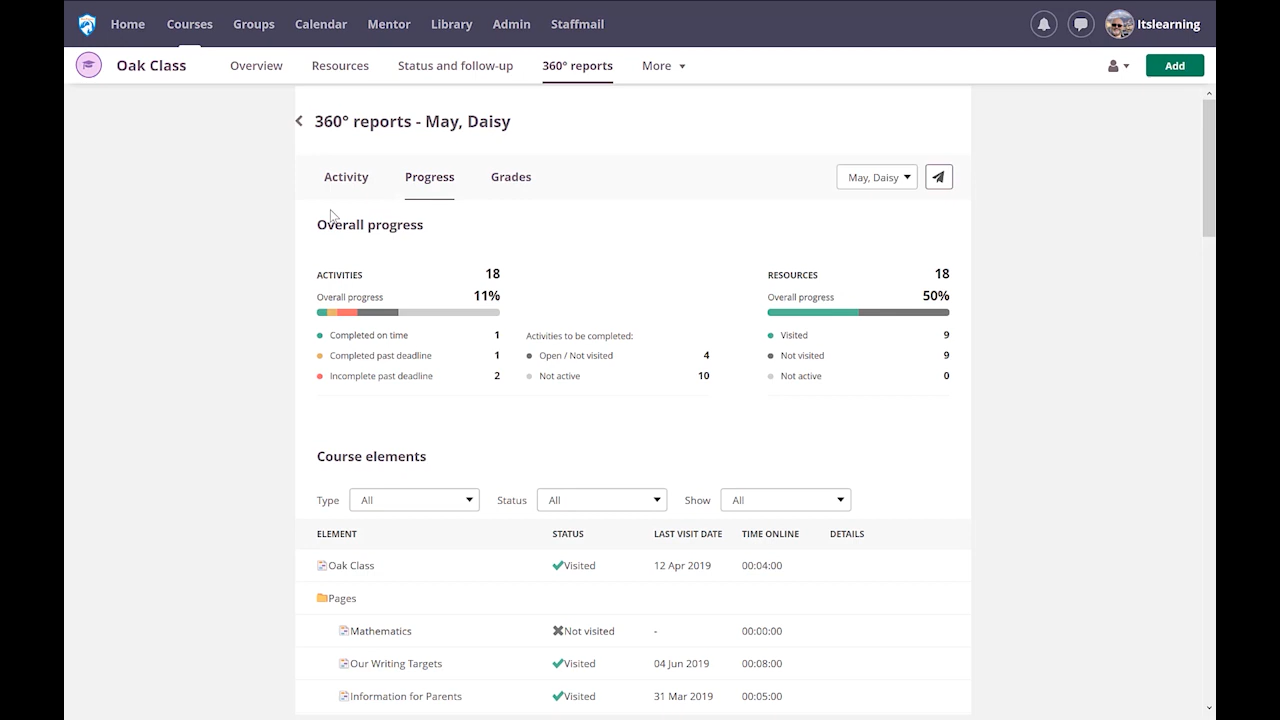 Home Courses Groups Calendar Mentor Library Admin Staffmail Itslearning
Oak Class Overview Resources Status and follow-up 360° reports More Add
360° reports - May, Daisy
Activity Progress Grades May, Daisy
Overall progress
ACTIVITIES 18 RESOURCES 18
Overall progress 11% Overall progress 50%
Completed on time 1 Activities to be completed: Visited 9
Completed past deadline 1 Open / Not visited 4 Not visited 9
Incomplete past deadline 2 Not active 10 Not active 0
Course elements
Type All Status All Show All
ELEMENT STATUS LAST VISIT DATE TIME ONLINE DETAILS
Oak Class Visited 12 Apr 2019 00:04:00
Pages
Mathematics Not visited - 00:00:00
Our Writing Targets Visited 04 Jun 2019 00:08:00
Information for Parents Visited 31 Mar 2019 00:05:00